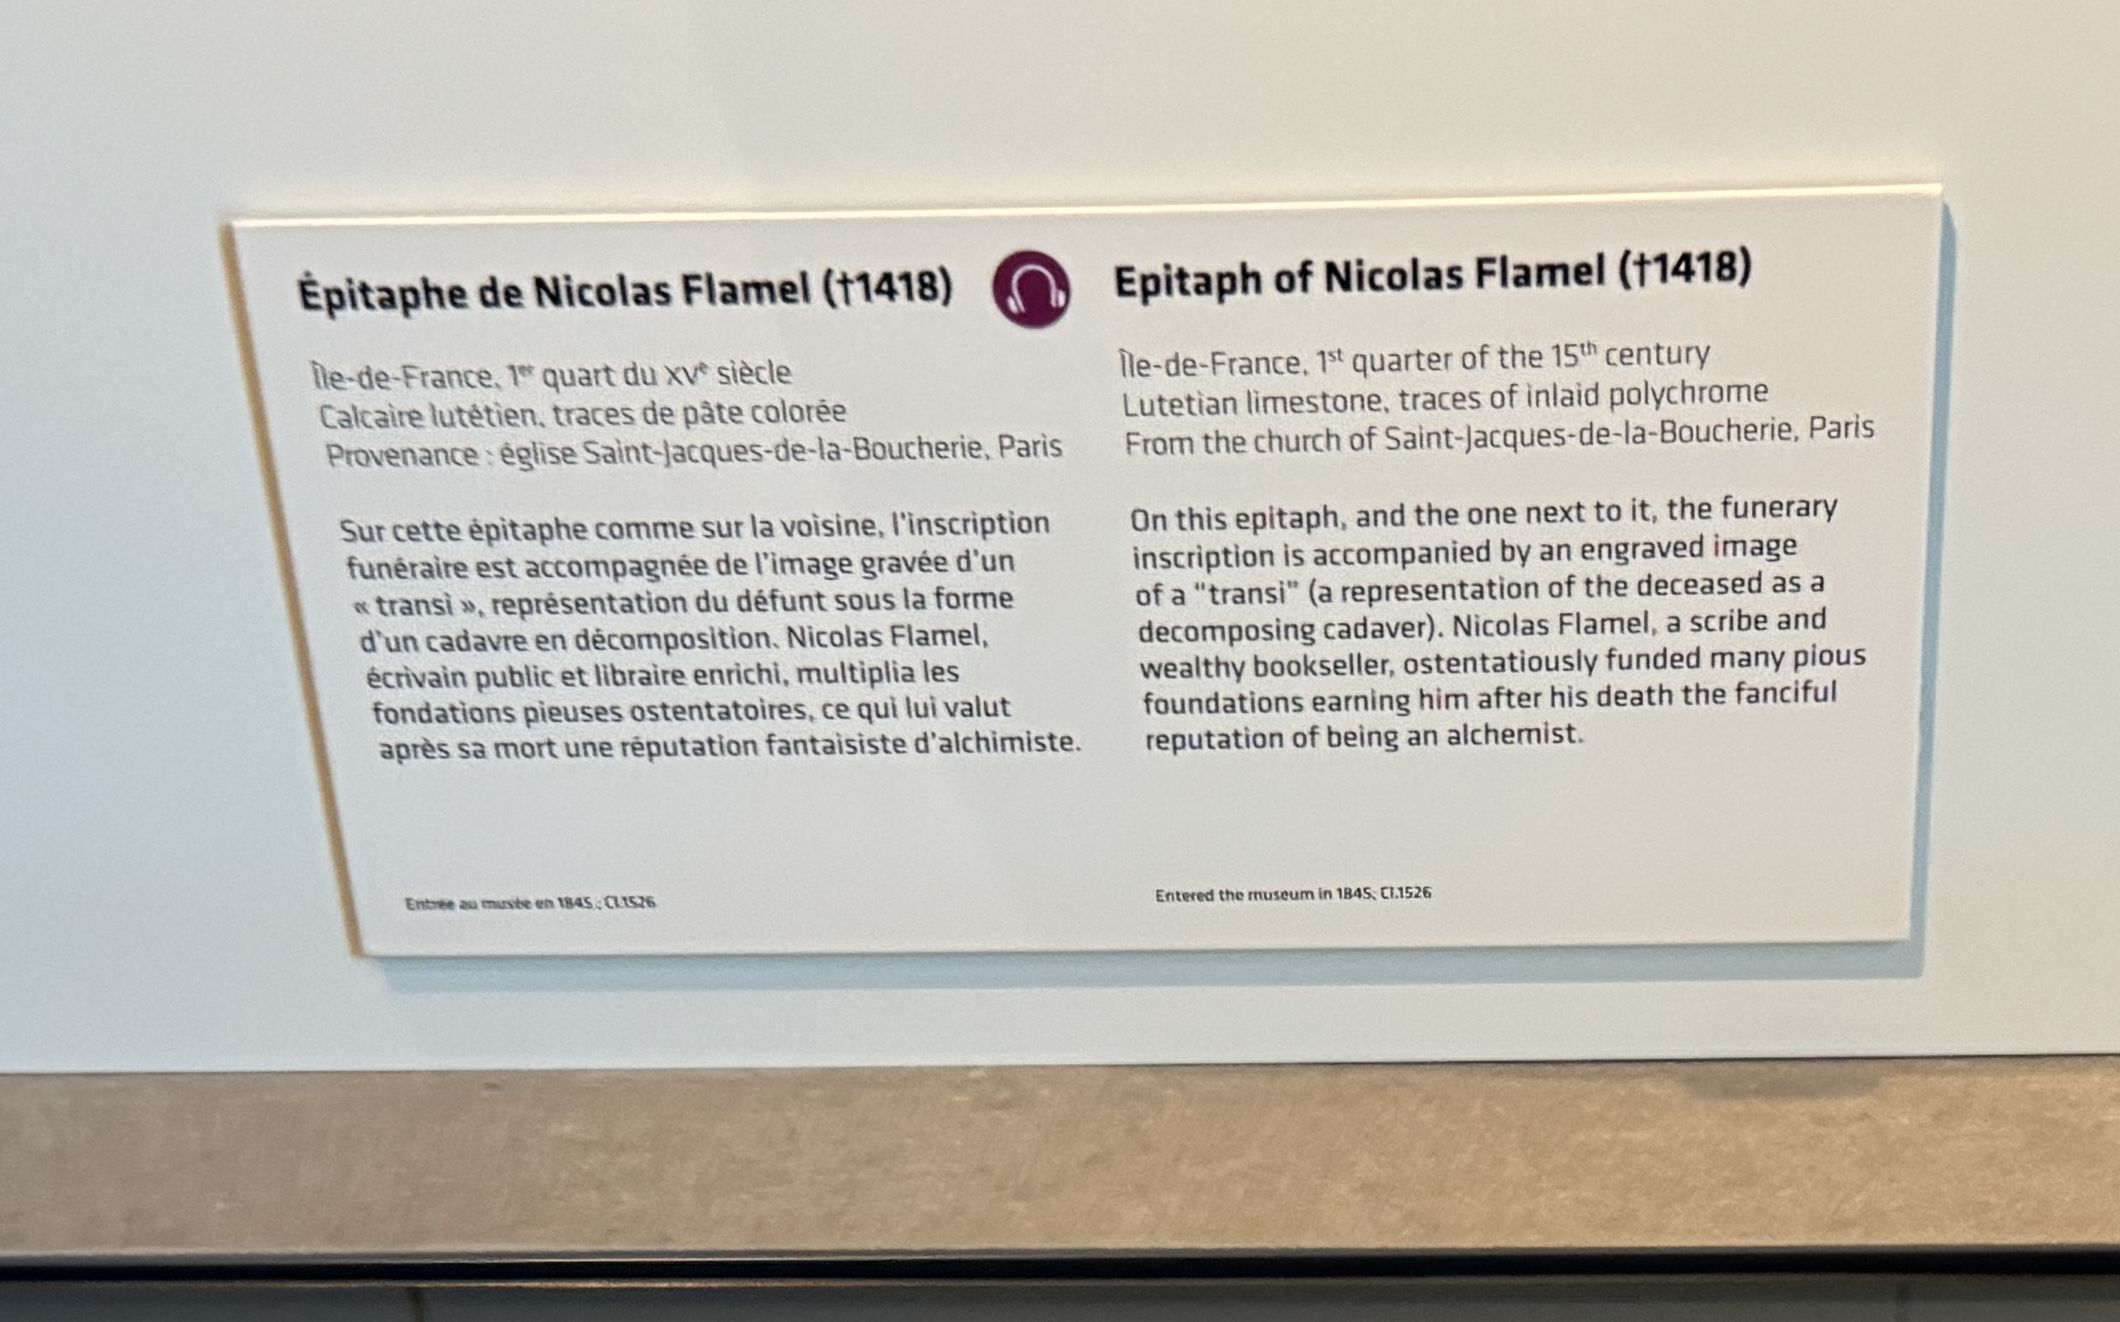 Épitaphe de Nicolas Flamel (†1418)
Île-de-France, 1er quart du XVe siècle
Calcaire lutétien, traces de pâte colorée
Provenance : église Saint-Jacques-de-la-Boucherie, Paris
Sur cette épitaphe comme sur la voisine, l'inscription
funéraire est accompagnée de l'image gravée d'un
« transi », représentation du défunt sous la forme
d'un cadavre en décomposition. Nicolas Flamel,
écrivain public et libraire enrichi, multiplia les
fondations pieuses ostentatoires, ce qui lui valut
après sa mort une réputation fantaisiste d'alchimiste.
Entrée au musée en 1845 ; Cl.1526
Epitaph of Nicolas Flamel (†1418)
Île-de-France, 1st quarter of the 15th century
Lutetian limestone, traces of inlaid polychrome
From the church of Saint-Jacques-de-la-Boucherie, Paris
On this epitaph, and the one next to it, the funerary
inscription is accompanied by an engraved image
of a "transi" (a representation of the deceased as a
decomposing cadaver). Nicolas Flamel, a scribe and
wealthy bookseller, ostentatiously funded many pious
foundations earning him after his death the fanciful
reputation of being an alchemist.
Entered the museum in 1845; Cl.1526